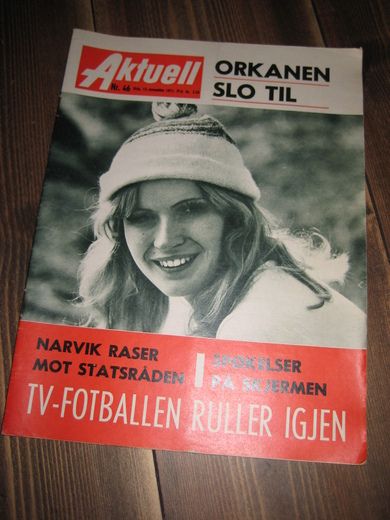 Aktuell
Nr. 46
ORKANEN
SLO TIL
NARVIK RASER
MOT STATSRÅDEN
SPØKELSER
PÅ SKJERMEN
TV-FOTBALLEN RULLER IGJEN